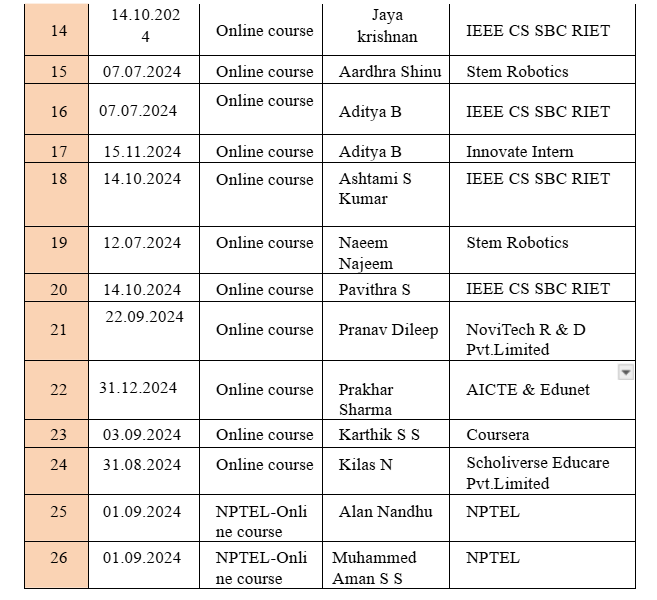 14 14.10.202 4 Online course Jaya krishnan IEEE CS SBC RIET
15 07.07.2024 Online course Aardhra Shinu Stem Robotics
16 07.07.2024 Online course Aditya B IEEE CS SBC RIET
17 15.11.2024 Online course Aditya B Innovate Intern
18 14.10.2024 Online course Ashtami S IEEE CS SBC RIET
Kumar
19 12.07.2024 Online course Naeem Stem Robotics
Najeem
20 14.10.2024 Online course Pavithra S IEEE CS SBC RIET
21 22.09.2024 Online course Pranav Dileep NoviTech R & D
Pvt.Limited
22 31.12.2024 Online course Prakhar AICTE & Edunet
Sharma
23 03.09.2024 Online course Karthik S S Coursera
24 31.08.2024 Online course Kilas N Scholiverse Educare
Pvt.Limited
25 01.09.2024 NPTEL-Onli Alan Nandhu NPTEL
ne course
26 01.09.2024 NPTEL-Onli Muhammed NPTEL
ne course Aman S S